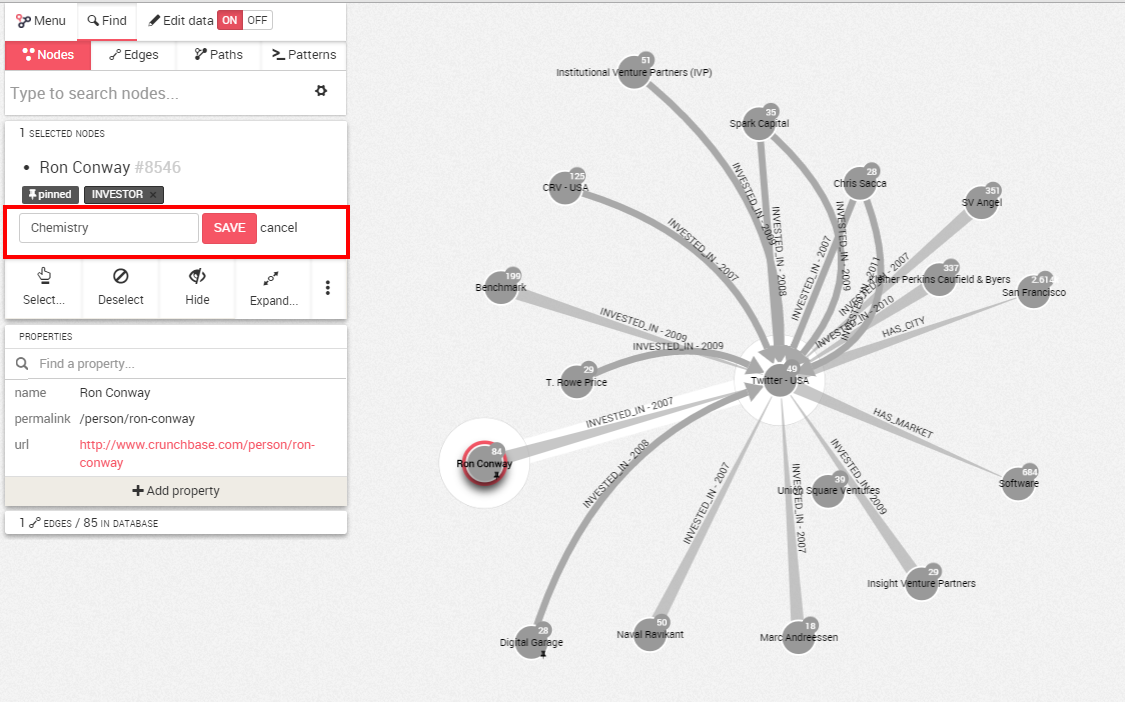 Menu Find Edit data ON OFF
Nodes Edges Paths Patterns
Type to search nodes...
1 SELECTED NODES
Ron Conway #8546
pinned INVESTOR ×
Chemistry SAVE cancel
Select... Deselect Hide Expand...
PROPERTIES
Find a property...
name Ron Conway
permalink /person/ron-conway
url http://www.crunchbase.com/person/ron-
conway
+ Add property
1 EDGES / 85 IN DATABASE
51
Institutional Venture Partners (IVP)
35
Spark Capital
125
CRV - USA
28
Chris Sacca
351
SV Angel
199
Benchmark
337
Kleiner Perkins Caufield & Byers
2.614
San Francisco
29
T. Rowe Price
49
Twitter - USA
84
Ron Conway
39
Union Square Ventures
684
Software
29
Insight Venture Partners
28
Digital Garage
50
Naval Ravikant
18
Marc Andreessen
INVESTED_IN - 2009
INVESTED_IN - 2008
INVESTED_IN - 2009
INVESTED_IN - 2007
INVESTED_IN - 2007
INVESTED_IN - 2011
INVESTED_IN - 2007
INVESTED_IN - 2010
HAS_CITY
INVESTED_IN - 2009
INVESTED_IN - 2009
INVESTED_IN - 2007
HAS_MARKET
INVESTED_IN - 2008
INVESTED_IN - 2007
INVESTED_IN - 2007
INVESTED_IN - 2009